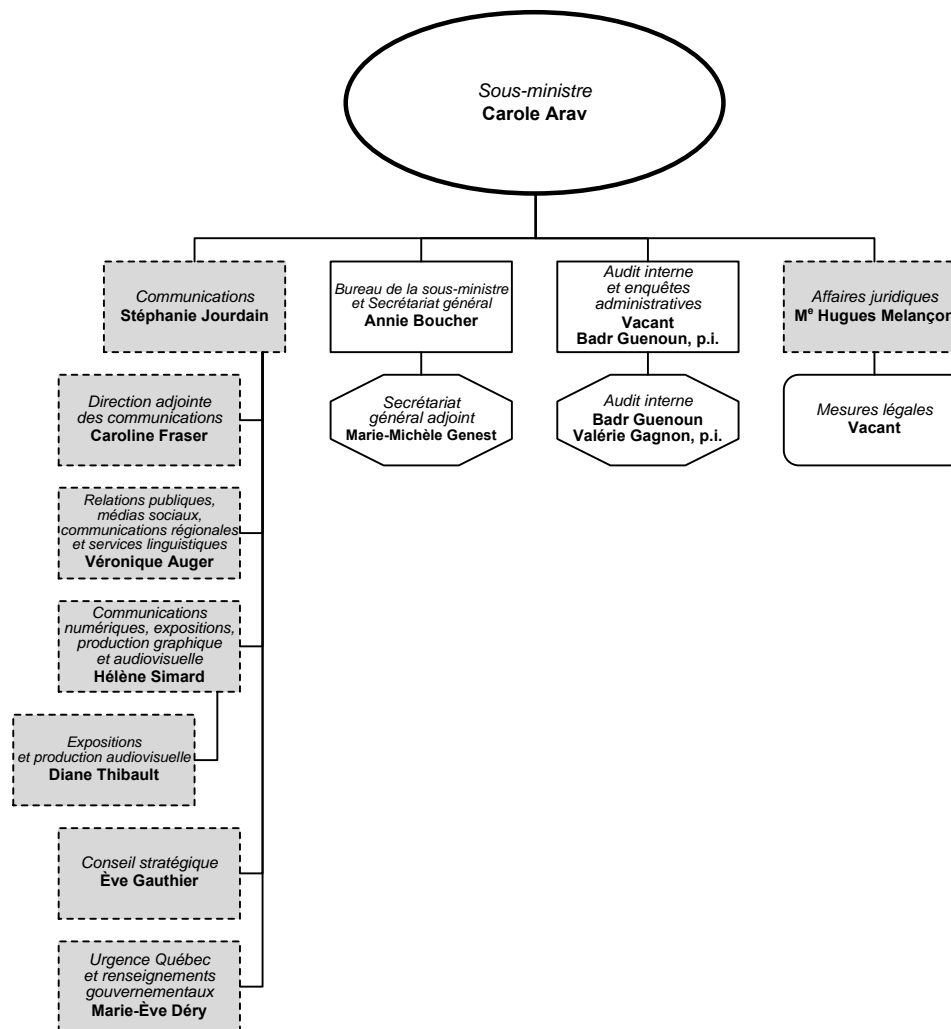 Sous-ministre
Carole Arav
Communications
Stéphanie Jourdain
Bureau de la sous-ministre
et Secrétariat général
Annie Boucher
Audit interne
et enquêtes
administratives
Vacant
Badr Guenoun, p.i.
Affaires juridiques
Me Hugues Melançon
Direction adjointe
des communications
Caroline Fraser
Secrétariat
général adjoint
Marie-Michèle Genest
Audit interne
Badr Guenoun
Valérie Gagnon, p.i.
Mesures légales
Vacant
Relations publiques,
médias sociaux,
communications régionales
et services linguistiques
Véronique Auger
Communications
numériques, expositions,
production graphique
et audiovisuelle
Hélène Simard
Expositions
et production audiovisuelle
Diane Thibault
Conseil stratégique
Ève Gauthier
Urgence Québec
et renseignements
gouvernementaux
Marie-Ève Déry